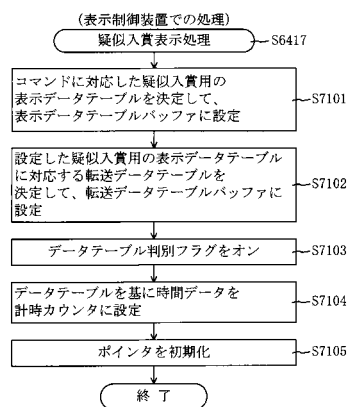 (表示制御装置での処理)
疑似入賞表示処理
S6417
コマンドに対応した疑似入賞用の
表示データテーブルを決定して、
表示データテーブルバッファに設定
S7101
設定した疑似入賞用の表示データテーブル
に対応する転送データテーブルを
決定して、転送データテーブルバッファに
設定
S7102
データテーブル判別フラグをオン
S7103
データテーブルを基に時間データを
計時カウンタに設定
S7104
ポインタを初期化
S7105
終了